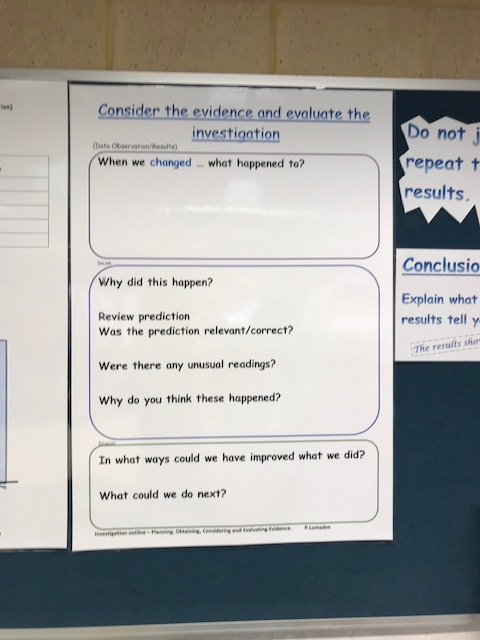 Consider the evidence and evaluate the
investigation
(Data Observation/Results)
When we changed ... what happened to?
Why did this happen?
Review prediction
Was the prediction relevant/correct?
Were there any unusual readings?
Why do you think these happened?
In what ways could we have improved what we did?
What could we do next?
Investigation outline – Planning, Obtaining, Considering and Evaluating Evidence. P.Lumsden
Do not j
repeat t
results.
Conclusio
Explain what
results tell y
The results sho